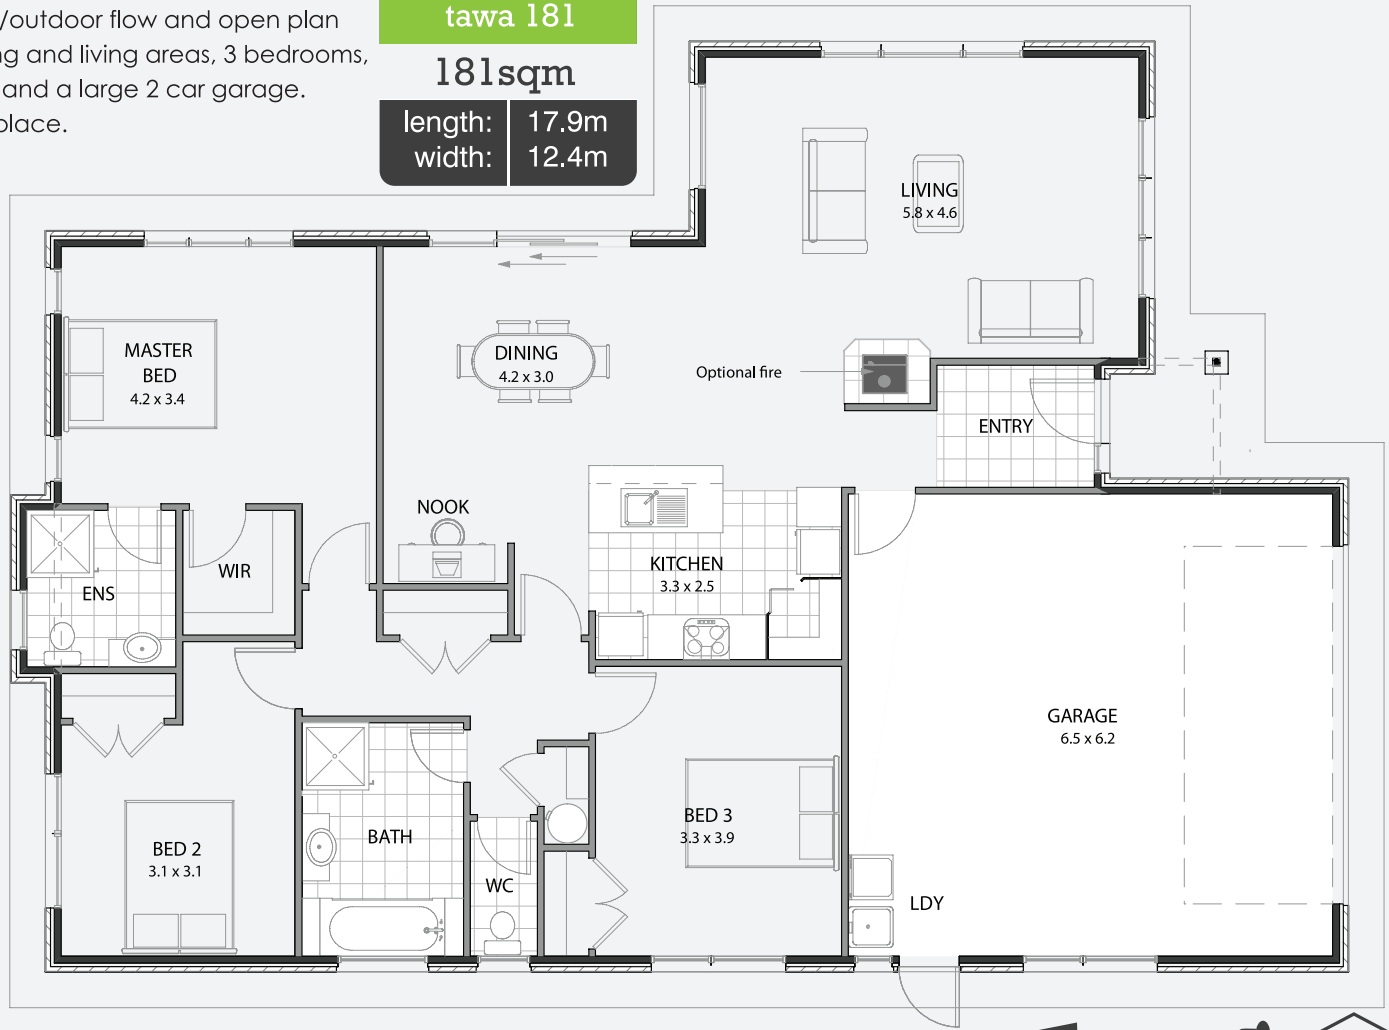 /outdoor flow and open plan
ng and living areas, 3 bedrooms,
and a large 2 car garage.
place.
tawa 181
181sqm
length: 17.9m
width: 12.4m
LIVING
5.8 x 4.6
MASTER
BED
4.2 x 3.4
DINING
4.2 x 3.0
Optional fire
ENTRY
NOOK
WIR
ENS
KITCHEN
3.3 x 2.5
GARAGE
6.5 x 6.2
BED 2
3.1 x 3.1
BATH
WC
BED 3
3.3 x 3.9
LDY